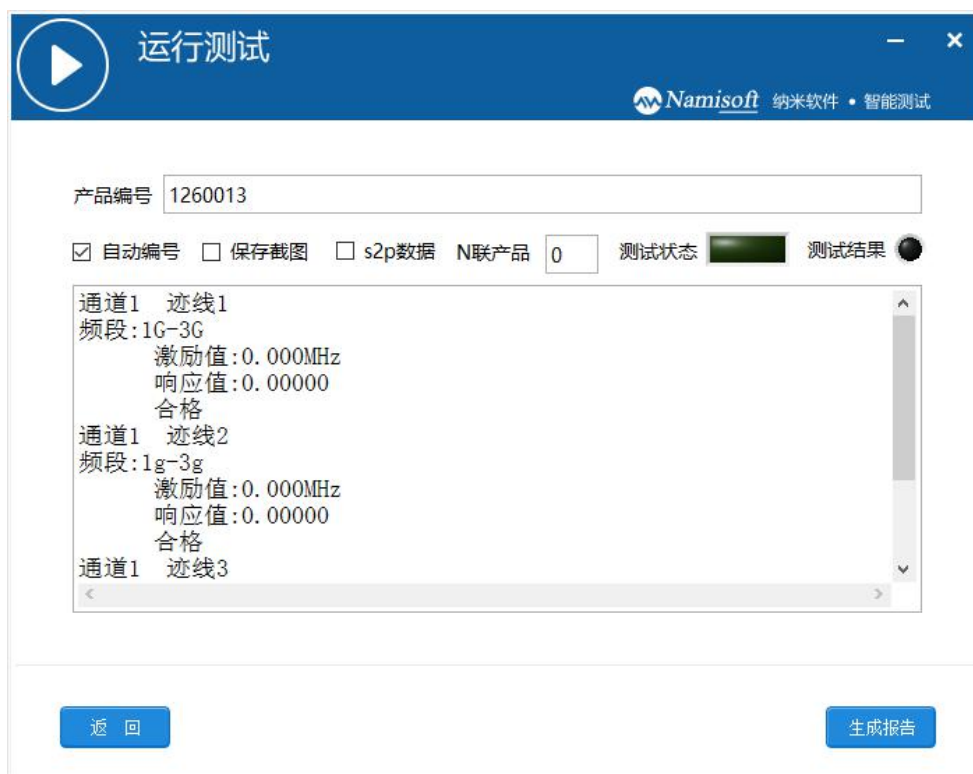 运行测试
Namisoft 纳米软件 • 智能测试
产品编号 1260013
自动编号 保存截图 s2p数据 N联产品 0 测试状态 测试结果
通道1 迹线1
频段:1G-3G
激励值:0.000MHz
响应值:0.00000
合格
通道1 迹线2
频段:1g-3g
激励值:0.000MHz
响应值:0.00000
合格
通道1 迹线3
返 回 生成报告